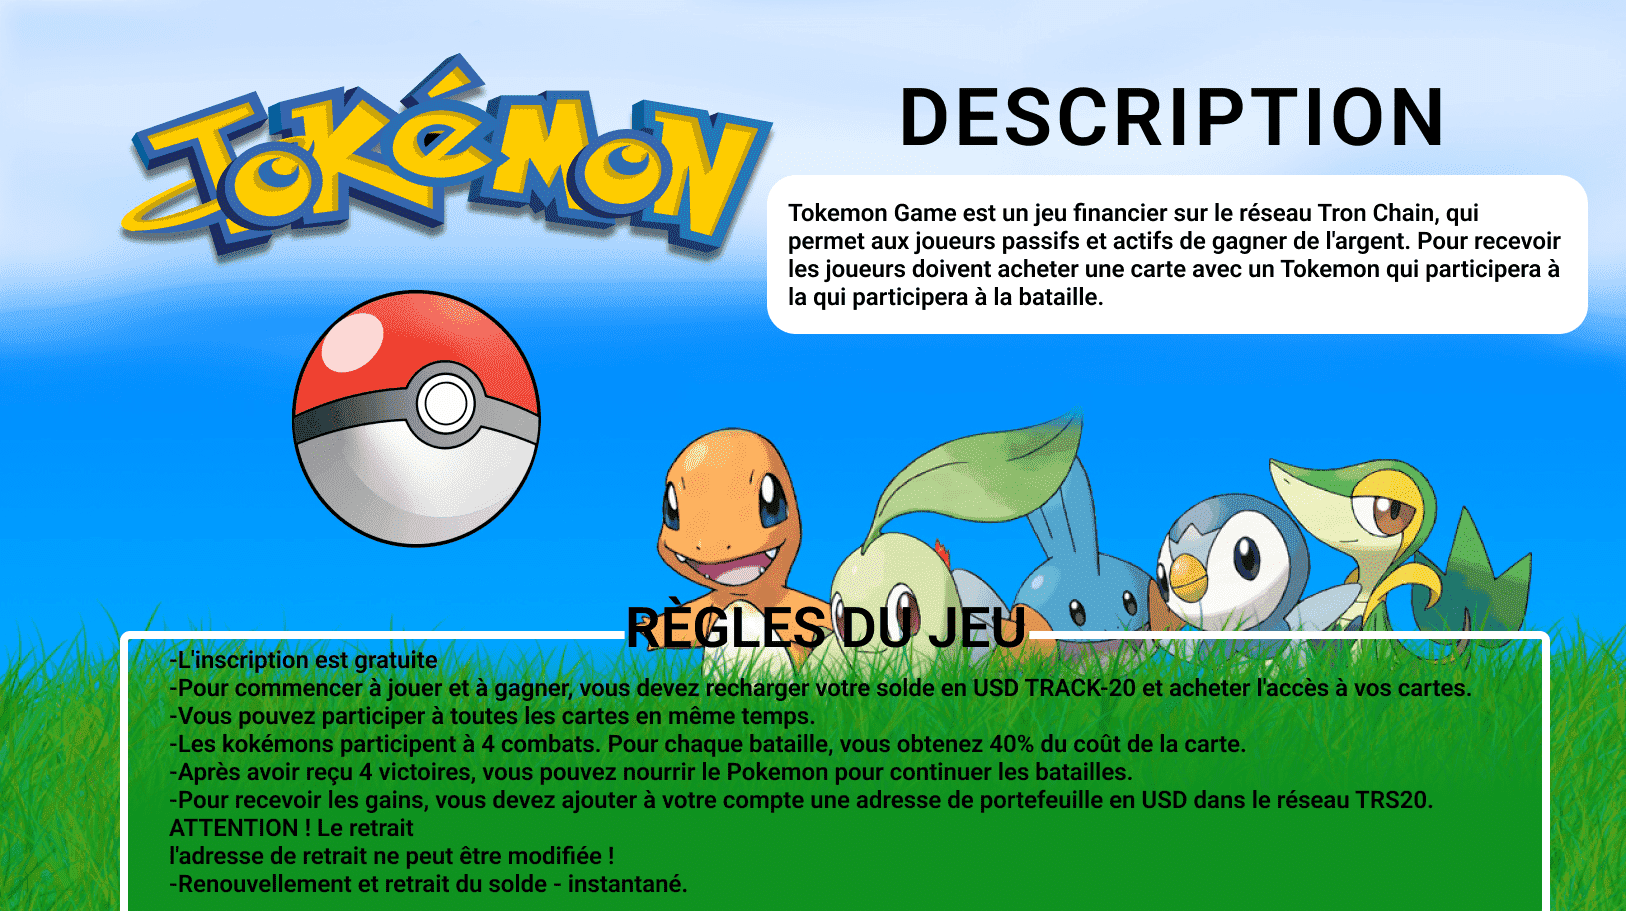 Tokémon
DESCRIPTION
Tokemon Game est un jeu financier sur le réseau Tron Chain, qui
permet aux joueurs passifs et actifs de gagner de l'argent. Pour recevoir
les joueurs doivent acheter une carte avec un Tokemon qui participera à
la qui participera à la bataille.
RÈGLES DU JEU
-L'inscription est gratuite
-Pour commencer à jouer et à gagner, vous devez recharger votre solde en USD TRACK-20 et acheter l'accès à vos cartes.
-Vous pouvez participer à toutes les cartes en même temps.
-Les kokémons participent à 4 combats. Pour chaque bataille, vous obtenez 40% du coût de la carte.
-Après avoir reçu 4 victoires, vous pouvez nourrir le Pokemon pour continuer les batailles.
-Pour recevoir les gains, vous devez ajouter à votre compte une adresse de portefeuille en USD dans le réseau TRS20.
ATTENTION ! Le retrait
l'adresse de retrait ne peut être modifiée !
-Renouvellement et retrait du solde - instantané.